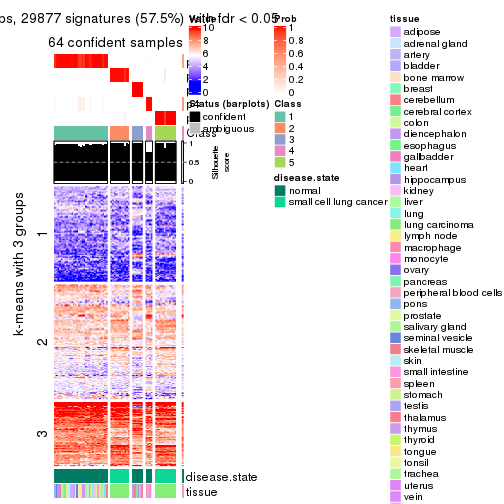 os, 29877 signatures (57.5%) with fdr < 0.05
64 confident samples
Value
10
8
6
4
2
0
Prob
1
0.8
0.6
0.4
0.2
0
Status (barplots)
confident
ambiguous
Class
1
2
3
4
5
disease.state
normal
small cell lung cancer
tissue
adipose
adrenal gland
artery
bladder
bone marrow
breast
cerebellum
cerebral cortex
colon
diencephalon
esophagus
gallbadder
heart
hippocampus
kidney
liver
lung
lung carcinoma
lymph node
macrophage
monocyte
ovary
pancreas
peripheral blood cells
pons
prostate
salivary gland
seminal vesicle
skeletal muscle
skin
small intestine
spleen
stomach
testis
thalamus
thymus
thyroid
tongue
tonsil
trachea
uterus
vein
Class
1
0.5
0
Silhouette
score
k-means with 3 groups
1
2
3
disease.state
tissue